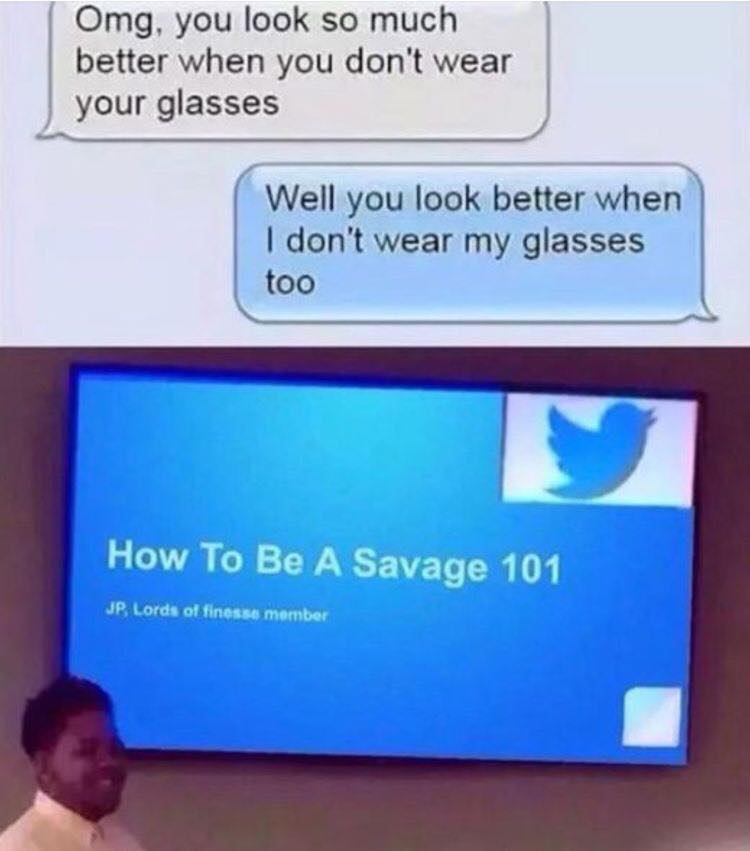 Omg, you look so much
better when you don't wear
your glasses
Well you look better when
I don't wear my glasses
too
How To Be A Savage 101
JP, Lords of finesse member